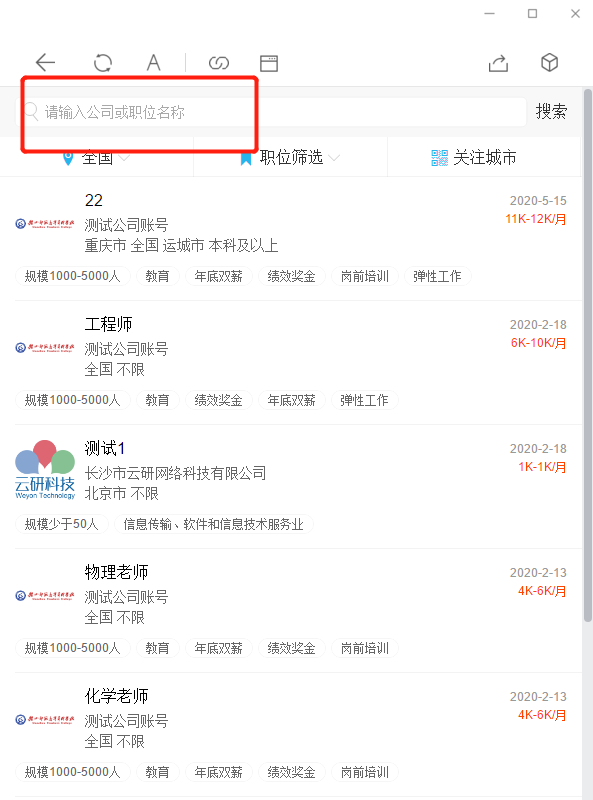 请输入公司或职位名称 搜索
全国 职位筛选 关注城市
22 2020-5-15
测试公司账号 11K-12K/月
重庆市 全国 运城市 本科及以上
规模1000-5000人 教育 年底双薪 绩效奖金 岗前培训 弹性工作
工程师 2020-2-18
测试公司账号 6K-10K/月
全国 不限
规模1000-5000人 教育 绩效奖金 年底双薪 弹性工作
测试1 2020-2-18
长沙市云研网络科技有限公司 1K-1K/月
北京市 不限
云研科技
Weyon Technology
规模少于50人 信息传输、软件和信息技术服务业
物理老师 2020-2-13
测试公司账号 4K-6K/月
全国 不限
规模1000-5000人 教育 年底双薪 绩效奖金 岗前培训
化学老师 2020-2-13
测试公司账号 4K-6K/月
全国 不限
规模1000-5000人 教育 年底双薪 绩效奖金 岗前培训